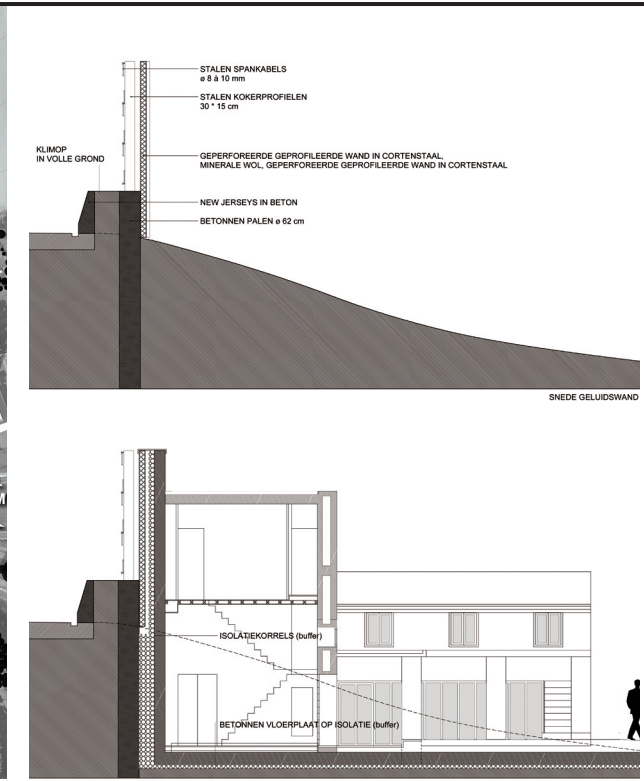 STALEN SPANKABELS
ø 8 à 10 mm
STALEN KOKERPROFIELEN
30 * 15 cm
KLIMOP
IN VOLLE GROND
GEPERFOREERDE GEPROFILEERDE WAND IN CORTENSTAAL,
MINERALE WOL, GEPERFOREERDE GEPROFILEERDE WAND IN CORTENSTAAL
NEW JERSEYS IN BETON
BETONNEN PALEN ø 62 cm
SNEDE GELUIDSWAND
ISOLATIEKORRELS (buffer)
BETONNEN VLOERPLAAT OP ISOLATIE (buffer)